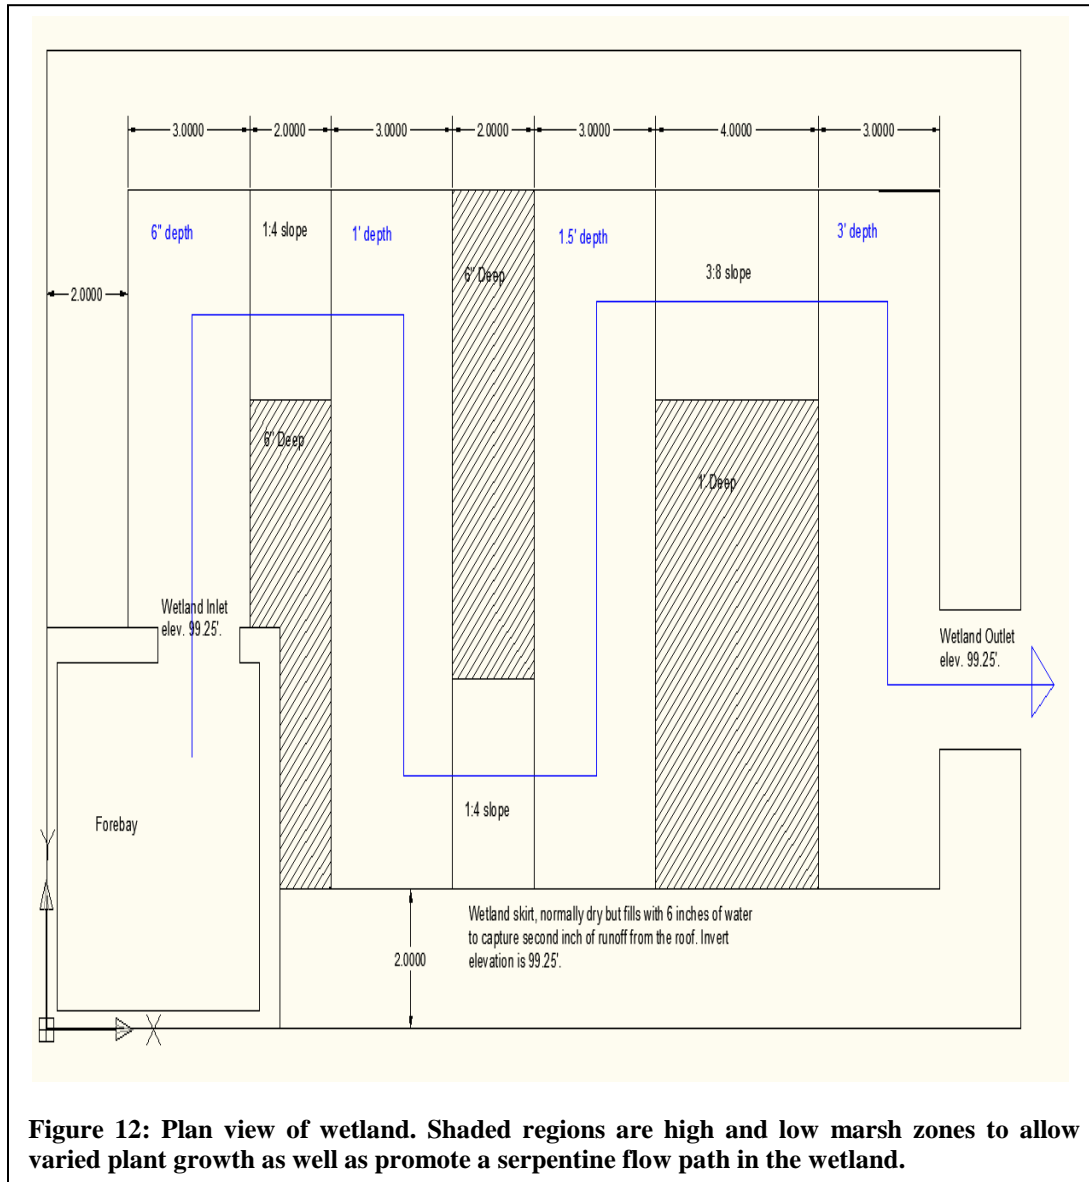 3.0000
2.0000
3.0000
2.0000
3.0000
4.0000
3.0000
6" depth
1:4 slope
1' depth
6" Deep
1.5' depth
3:8 slope
3' depth
2.0000
6" Deep
1' Deep
Wetland Inlet
elev. 99.25'.
Wetland Outlet
elev. 99.25'.
Forebay
1:4 slope
Y
Wetland skirt, normally dry but fills with 6 inches of water
to capture second inch of runoff from the roof. Invert
elevation is 99.25'.
2.0000
X
Figure 12: Plan view of wetland. Shaded regions are high and low marsh zones to allow
varied plant growth as well as promote a serpentine flow path in the wetland.